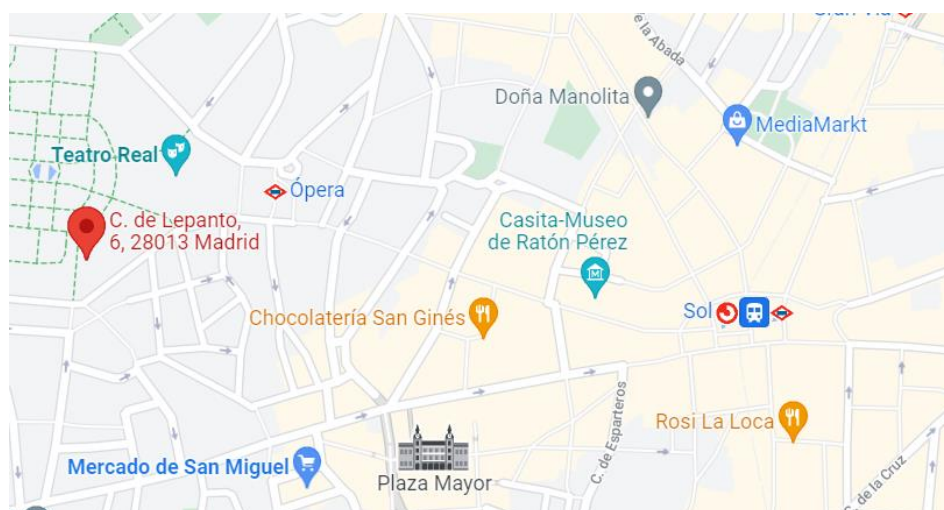 Gran Vía
de la Abada
Doña Manolita
MediaMarkt
Teatro Real
Ópera
C. de Lepanto,
6, 28013 Madrid
Casita-Museo
de Ratón Pérez
Chocolatería San Ginés
Sol
C. de Esparteros
Rosi La Loca
Mercado de San Miguel
Plaza Mayor
C. de la Cruz